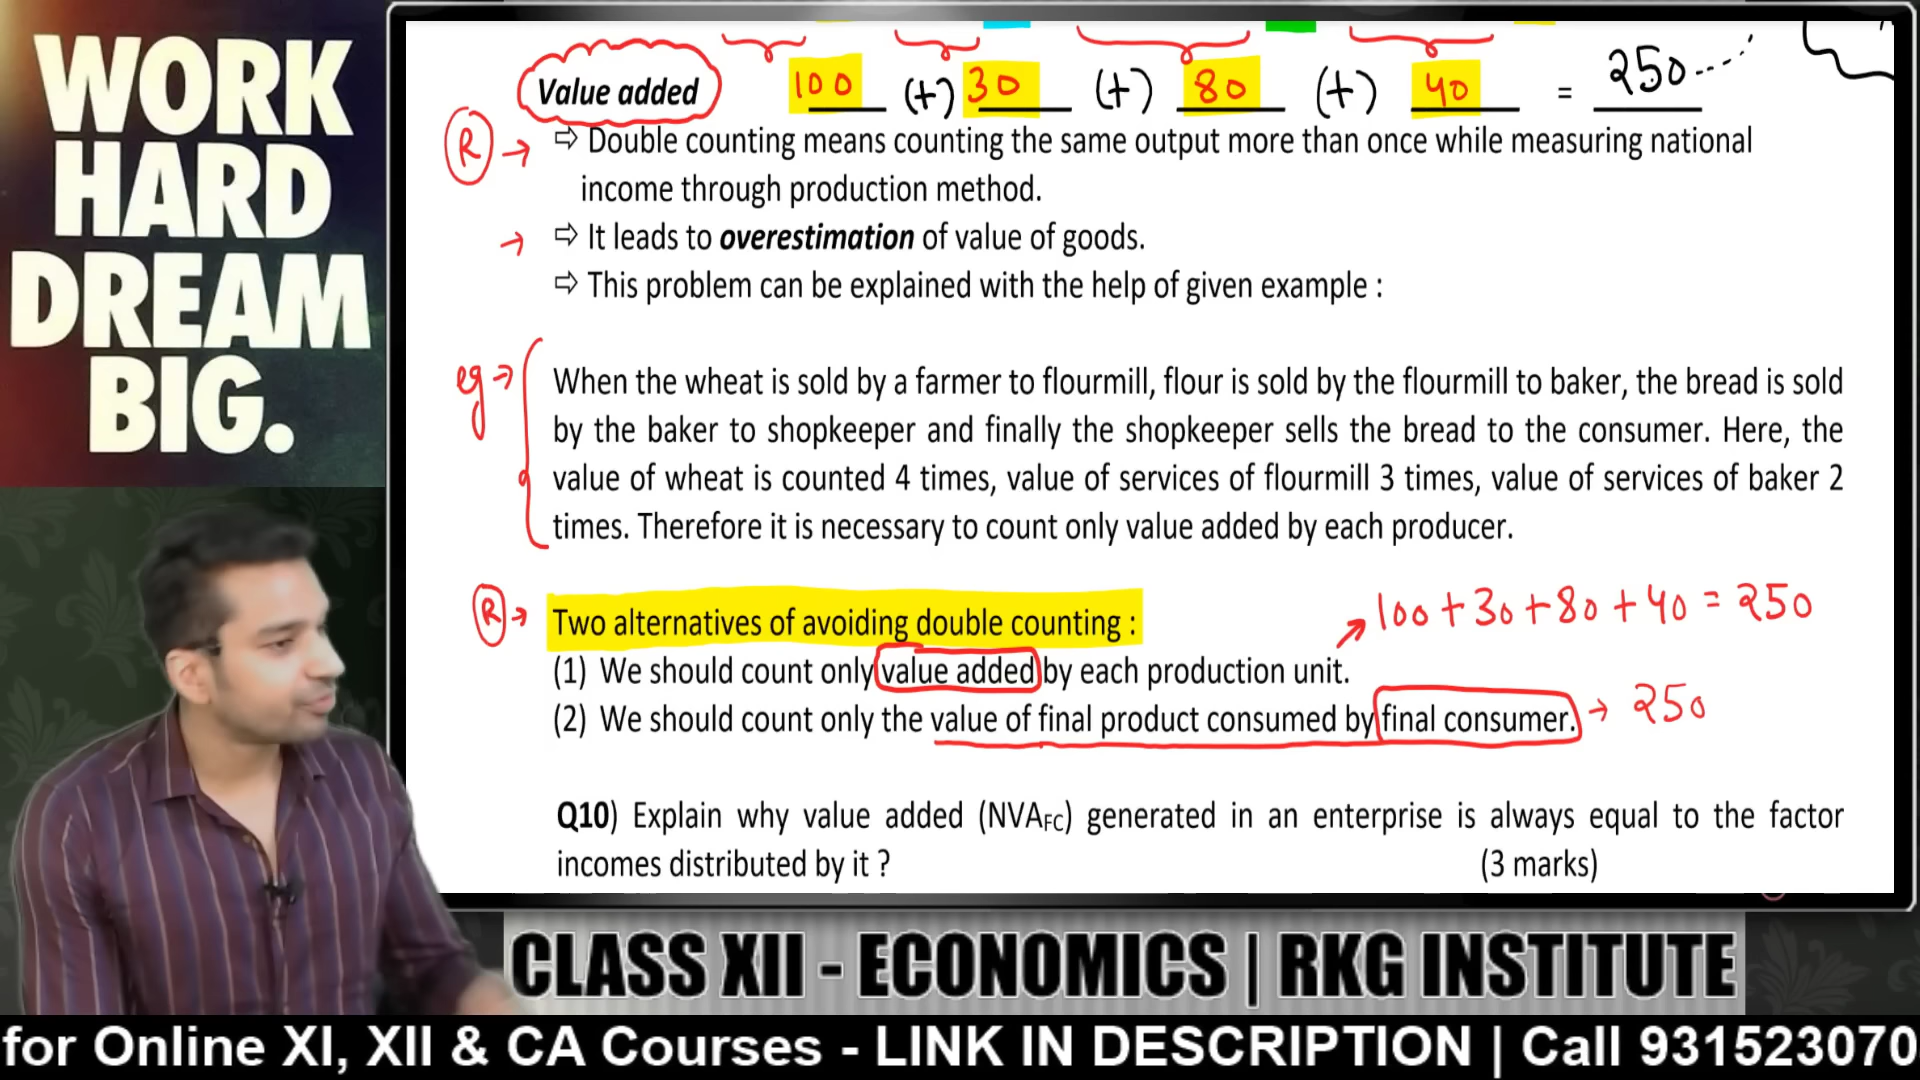 WORK
HARD
DREAM
BIG.
Value added 100 (+) 30 (+) 80 (+) 40 = 250
R → ⇨ Double counting means counting the same output more than once while measuring national
income through production method.
→ ⇨ It leads to overestimation of value of goods.
⇨ This problem can be explained with the help of given example :
eg → When the wheat is sold by a farmer to flourmill, flour is sold by the flourmill to baker, the bread is sold
by the baker to shopkeeper and finally the shopkeeper sells the bread to the consumer. Here, the
value of wheat is counted 4 times, value of services of flourmill 3 times, value of services of baker 2
times. Therefore it is necessary to count only value added by each producer.
R → Two alternatives of avoiding double counting :
100 + 30 + 80 + 40 = 250
(1) We should count only value added by each production unit.
(2) We should count only the value of final product consumed by final consumer. → 250
Q10) Explain why value added (NVAFC) generated in an enterprise is always equal to the factor
incomes distributed by it ? (3 marks)
CLASS XII - ECONOMICS | RKG INSTITUTE
for Online XI, XII & CA Courses - LINK IN DESCRIPTION | Call 931523070